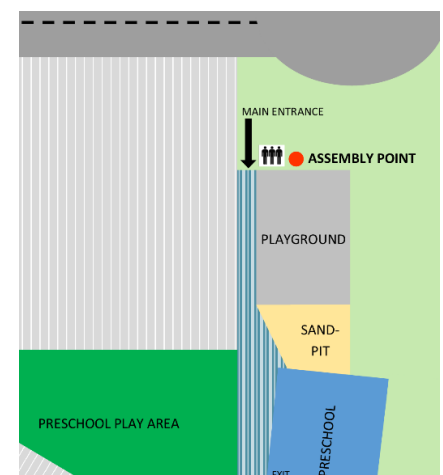 MAIN ENTRANCE
ASSEMBLY POINT
PLAYGROUND
SAND-
PIT
PRESCHOOL PLAY AREA
PRESCHOOL
EXIT